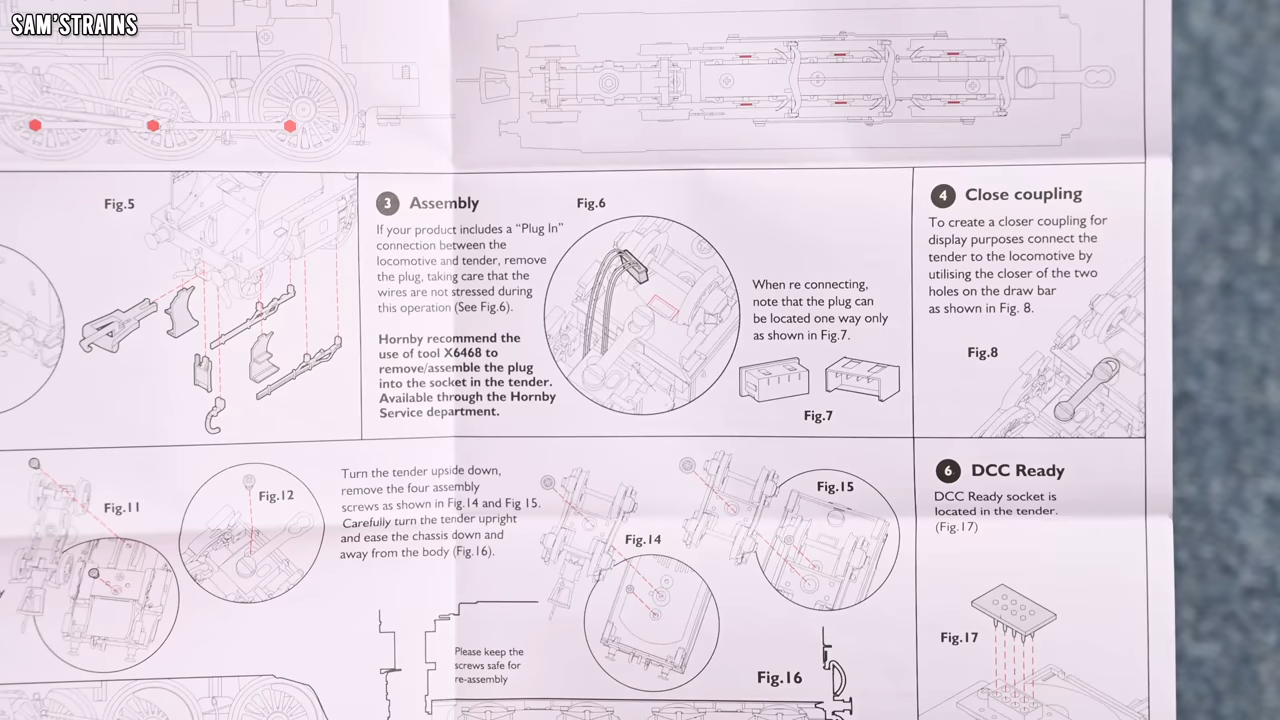 SAM'STRAINS
Fig.5
3 Assembly
If your product includes a “Plug In”
connection between the
locomotive and tender, remove
the plug, taking care that the
wires are not stressed during
this operation (See Fig.6).
Hornby recommend the
use of tool X6468 to
remove/assemble the plug
into the socket in the tender.
Available through the Hornby
Service department.
Fig.6
When re connecting,
note that the plug can
be located one way only
as shown in Fig.7.
Fig.7
4 Close coupling
To create a closer coupling for
display purposes connect the
tender to the locomotive by
utilising the closer of the two
holes on the draw bar
as shown in Fig. 8.
Fig.8
Fig.11
Fig.12
Turn the tender upside down,
remove the four assembly
screws as shown in Fig.14 and Fig 15.
Carefully turn the tender upright
and ease the chassis down and
away from the body (Fig.16).
Fig.14
Fig.15
Please keep the
screws safe for
re-assembly
Fig.16
6 DCC Ready
DCC Ready socket is
located in the tender.
(Fig.17)
Fig.17